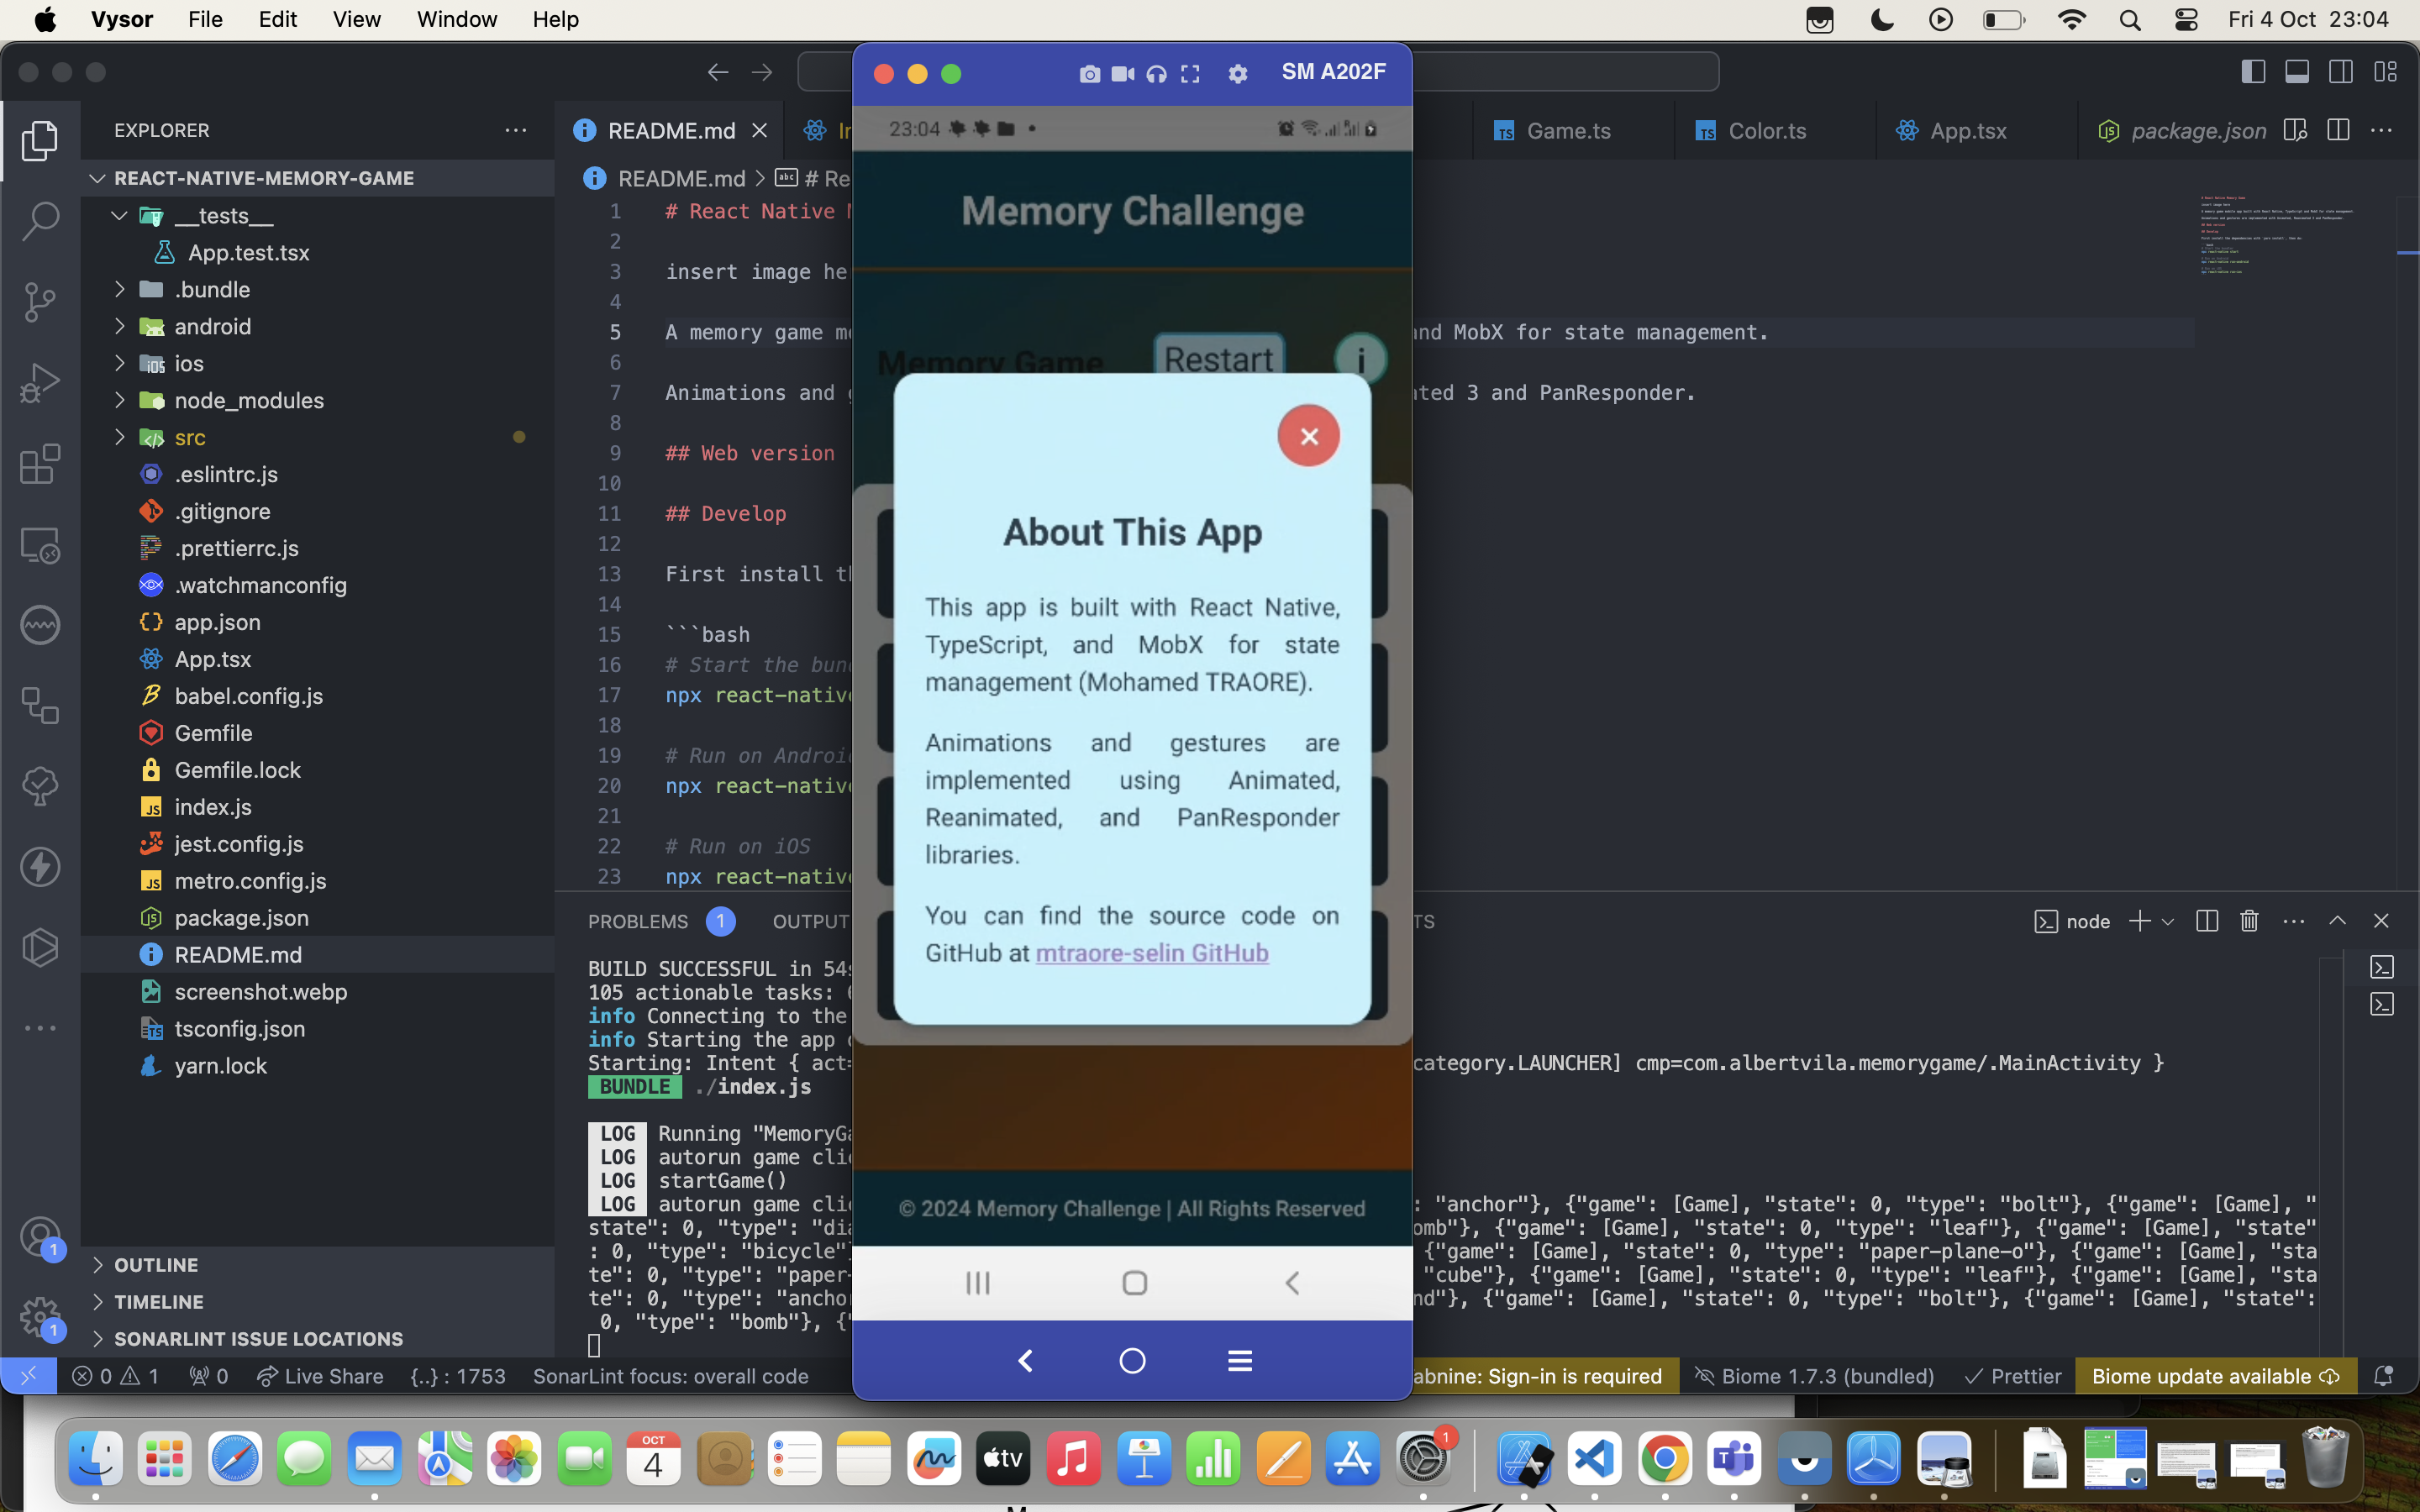 Vysor File Edit View Window Help
Fri 4 Oct 23:04
SM A202F
EXPLORER
REACT-NATIVE-MEMORY-GAME
__tests__
App.test.tsx
.bundle
android
ios
node_modules
src
.eslintrc.js
.gitignore
.prettierrc.js
.watchmanconfig
app.json
App.tsx
babel.config.js
Gemfile
Gemfile.lock
index.js
jest.config.js
metro.config.js
package.json
README.md
screenshot.webp
tsconfig.json
yarn.lock
OUTLINE
TIMELINE
SONARLINT ISSUE LOCATIONS
README.md
Game.ts
Color.ts
App.tsx
package.json
README.md > # Re
1 # React Native
2
3 insert image he
4
5 A memory game m nd MobX for state management.
6
7 Animations and ted 3 and PanResponder.
8
9 ## Web version
10
11 ## Develop
12
13 First install t
14
15 ```bash
16 # Start the bun
17 npx react-nativ
18
19 # Run on Androi
20 npx react-nativ
21
22 # Run on iOS
23 npx react-nativ
23:04
Memory Challenge
Memory Game Restart i
About This App
This app is built with React Native,
TypeScript, and MobX for state
management (Mohamed TRAORE).
Animations and gestures are
implemented using Animated,
Reanimated, and PanResponder
libraries.
You can find the source code on
GitHub at mtraore-selin GitHub
© 2024 Memory Challenge | All Rights Reserved
PROBLEMS 1 OUTPUT TS
node
BUILD SUCCESSFUL in 54s
105 actionable tasks:
info Connecting to the
info Starting the app
Starting: Intent { act= category.LAUNCHER] cmp=com.albertvila.memorygame/.MainActivity }
BUNDLE ./index.js
LOG Running "MemoryGa
LOG autorun game cli
LOG startGame()
LOG autorun game cli : "anchor"}, {"game": [Game], "state": 0, "type": "bolt"}, {"game": [Game], "
state": 0, "type": "dia omb"}, {"game": [Game], "state": 0, "type": "leaf"}, {"game": [Game], "state"
: 0, "type": "bicycle" {"game": [Game], "state": 0, "type": "paper-plane-o"}, {"game": [Game], "sta
te": 0, "type": "paper- "cube"}, {"game": [Game], "state": 0, "type": "leaf"}, {"game": [Game], "sta
te": 0, "type": "ancho nd"}, {"game": [Game], "state": 0, "type": "bolt"}, {"game": [Game], "state":
0, "type": "bomb"}, {
0 1 0 Live Share {..} : 1753 SonarLint focus: overall code abnine: Sign-in is required Biome 1.7.3 (bundled) Prettier Biome update available
1
1
OCT
4
tv
1